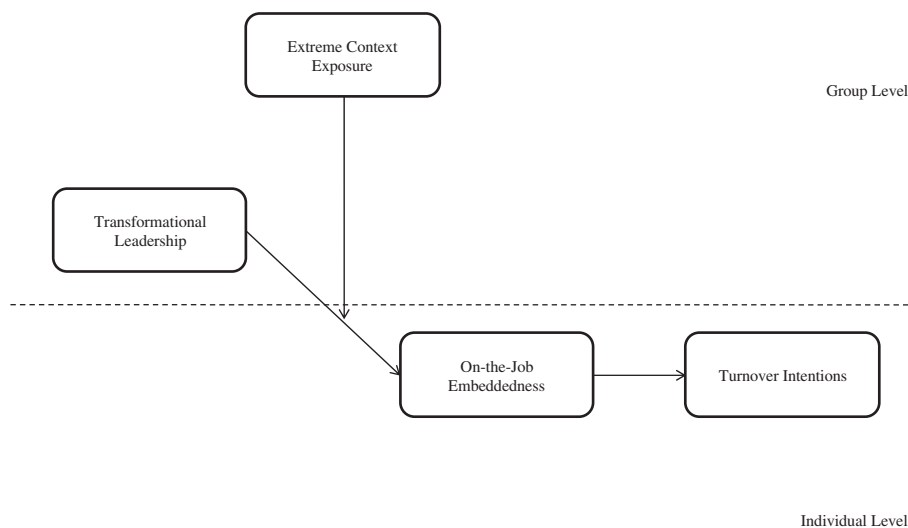 Extreme Context
Exposure
Group Level
Transformational
Leadership
On-the-Job
Embeddedness
Turnover Intentions
Individual Level